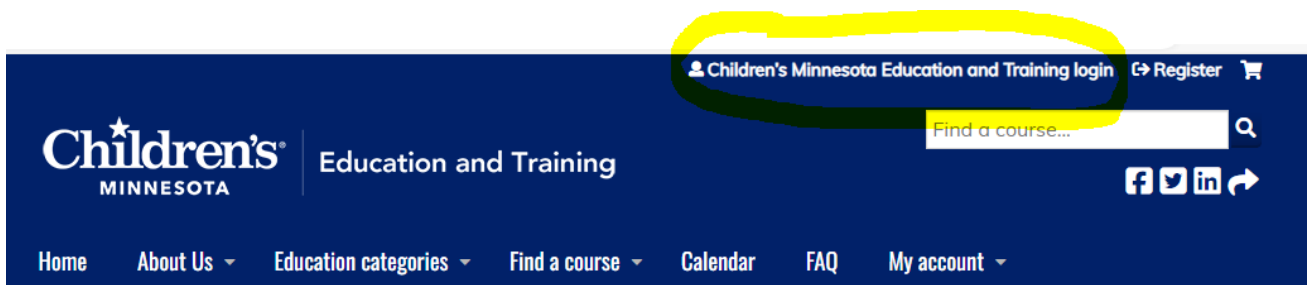 Children's Minnesota Education and Training login Register
Find a course...
Children's
MINNESOTA
Education and Training
Home About Us Education categories Find a course Calendar FAQ My account